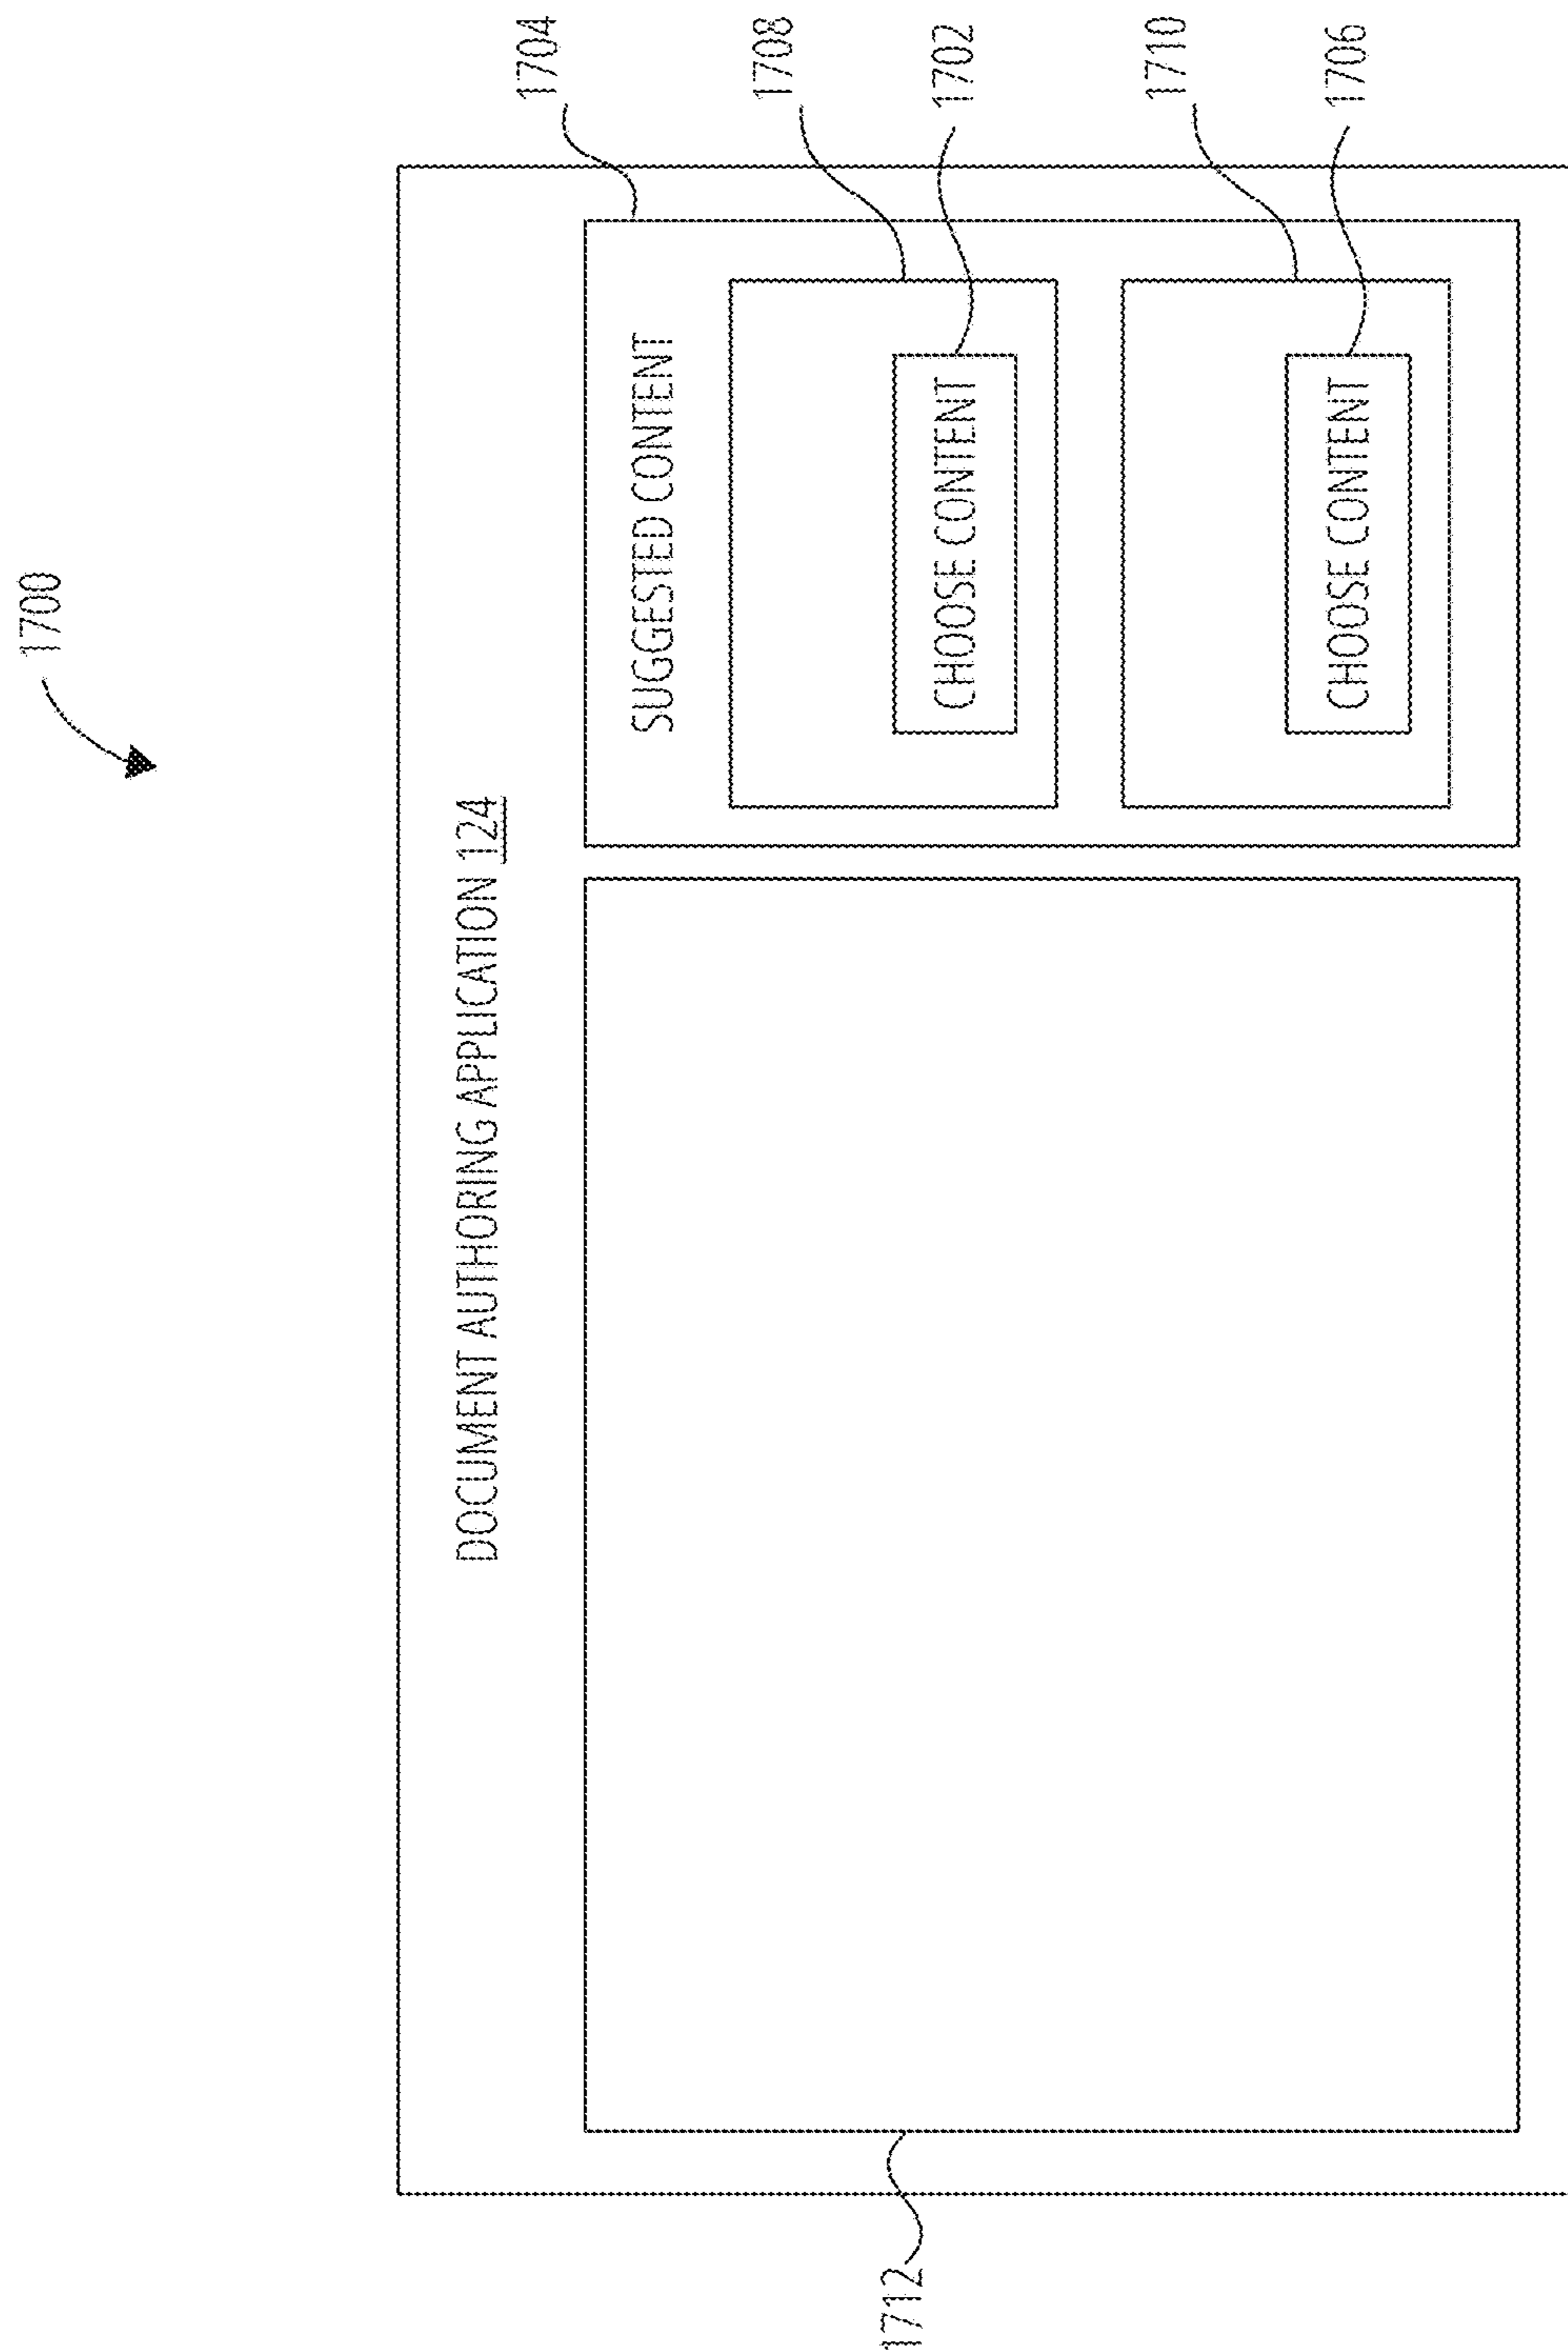 1700
DOCUMENT AUTHORING APPLICATION 124
1704
SUGGESTED CONTENT
1708
CHOOSE CONTENT
1702
1710
CHOOSE CONTENT
1706
1712